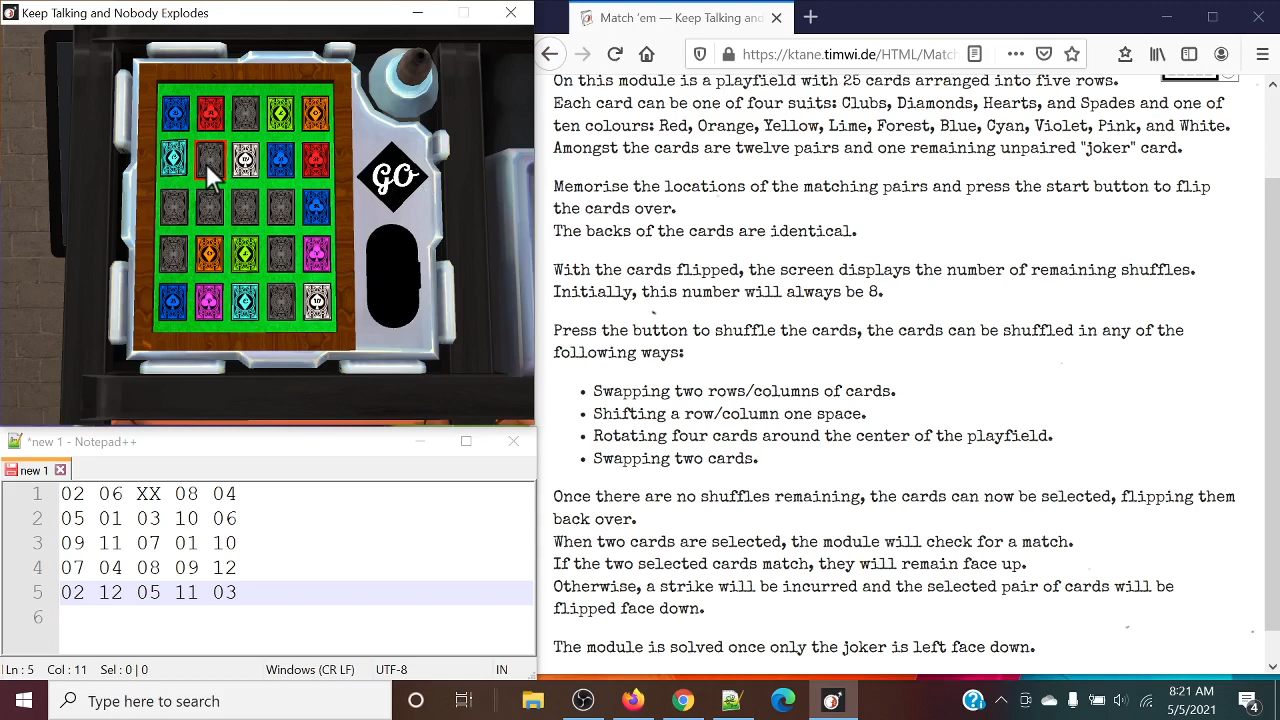 Keep Talking and Nobody Explodes
GO
Match 'em — Keep Talking and
https://ktane.timwi.de/HTML/Matc
On this module is a playfield with 25 cards arranged into five rows.
Each card can be one of four suits: Clubs, Diamonds, Hearts, and Spades and one of
ten colours: Red, Orange, Yellow, Lime, Forest, Blue, Cyan, Violet, Pink, and White.
Amongst the cards are twelve pairs and one remaining unpaired "joker" card.
Memorise the locations of the matching pairs and press the start button to flip
the cards over.
The backs of the cards are identical.
With the cards flipped, the screen displays the number of remaining shuffles.
Initially, this number will always be 8.
Press the button to shuffle the cards, the cards can be shuffled in any of the
following ways:
• Swapping two rows/columns of cards.
• Shifting a row/column one space.
• Rotating four cards around the center of the playfield.
• Swapping two cards.
Once there are no shuffles remaining, the cards can now be selected, flipping them
back over.
When two cards are selected, the module will check for a match.
If the two selected cards match, they will remain face up.
Otherwise, a strike will be incurred and the selected pair of cards will be
flipped face down.
The module is solved once only the joker is left face down.
*new 1 - Notepad++
new 1
1 02 06 XX 08 04
2 05 01 03 10 06
3 09 11 07 01 10
4 07 04 08 09 12
5 02 12 05 11 03
6
Ln : 5 Col : 11 Sel : 0 | 0 Windows (CR LF) UTF-8 IN
Type here to search
8:21 AM
5/5/2021
4